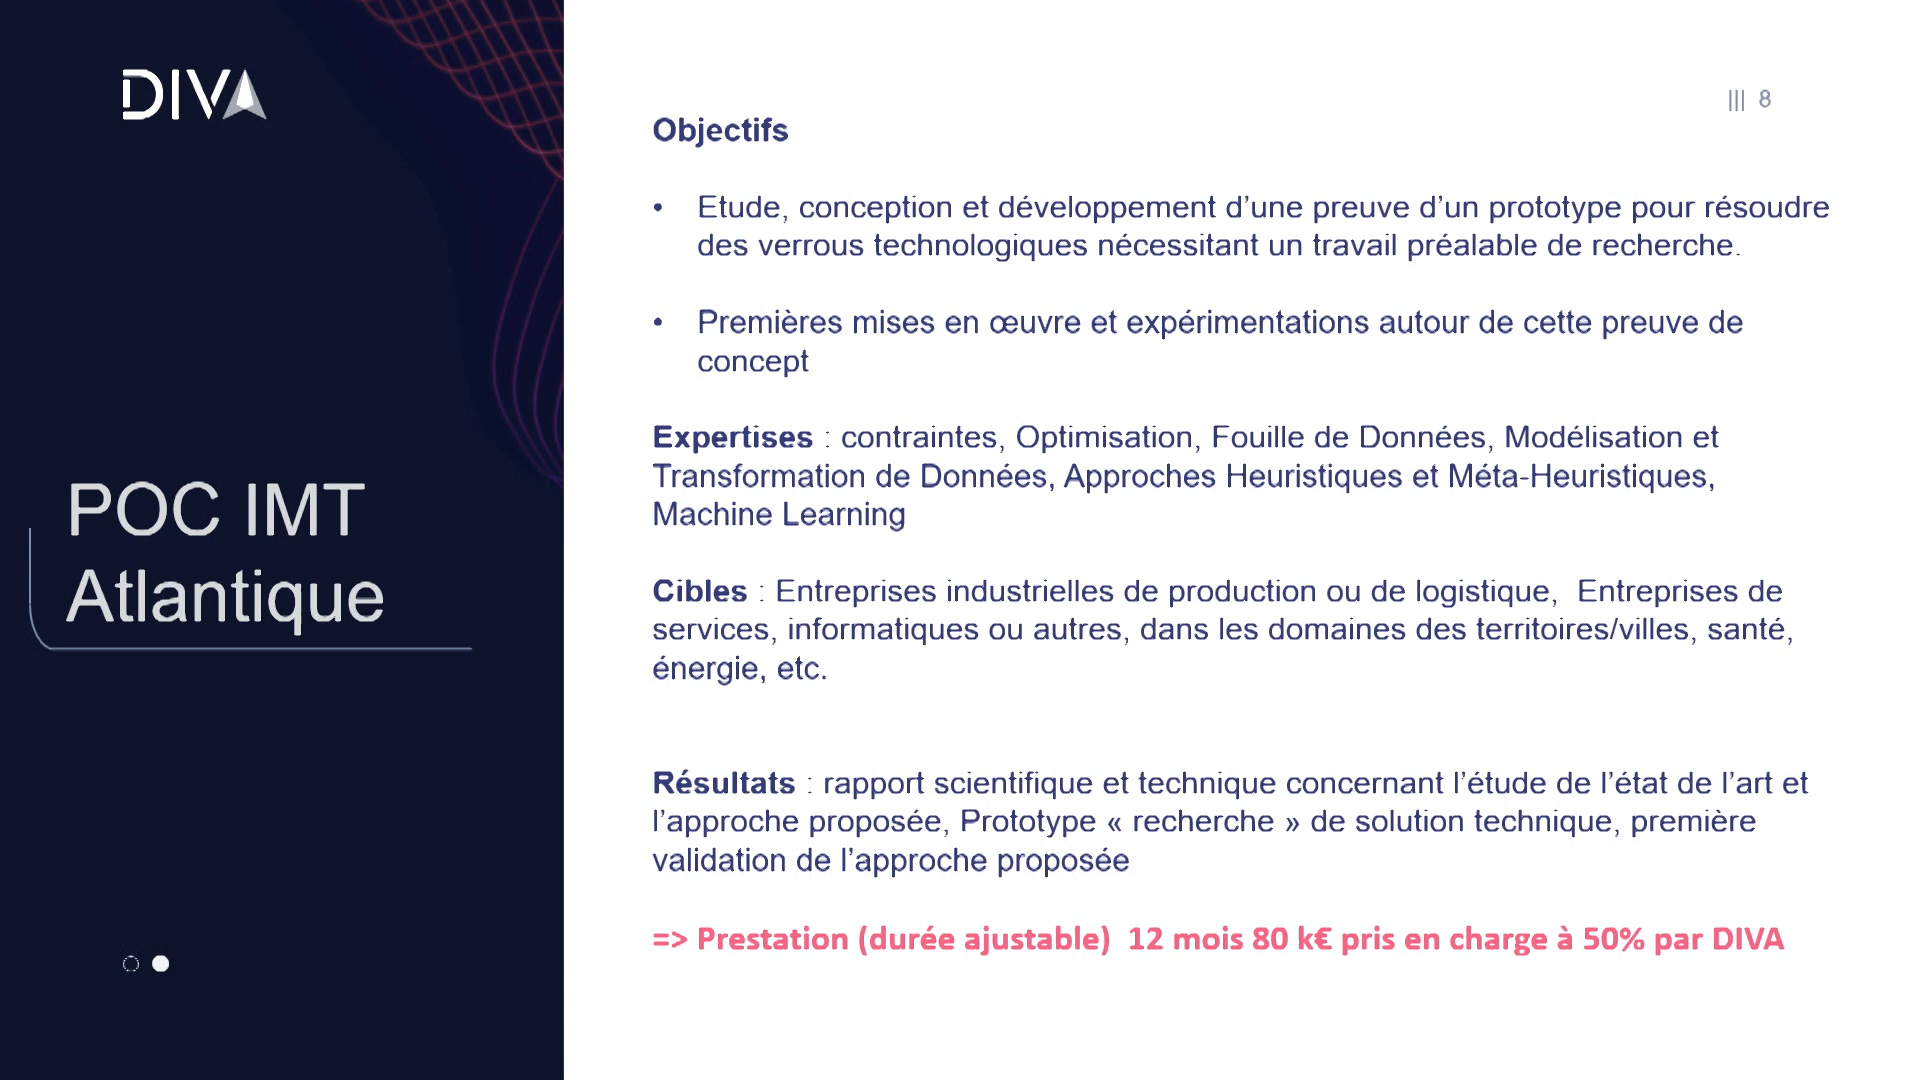 DIVA
||| 8
POC IMT
Atlantique
Objectifs
• Etude, conception et développement d’une preuve d’un prototype pour résoudre
des verrous technologiques nécessitant un travail préalable de recherche.
• Premières mises en œuvre et expérimentations autour de cette preuve de
concept
Expertises : contraintes, Optimisation, Fouille de Données, Modélisation et
Transformation de Données, Approches Heuristiques et Méta-Heuristiques,
Machine Learning
Cibles : Entreprises industrielles de production ou de logistique, Entreprises de
services, informatiques ou autres, dans les domaines des territoires/villes, santé,
énergie, etc.
Résultats : rapport scientifique et technique concernant l’étude de l’état de l’art et
l’approche proposée, Prototype « recherche » de solution technique, première
validation de l’approche proposée
=> Prestation (durée ajustable) 12 mois 80 k€ pris en charge à 50% par DIVA